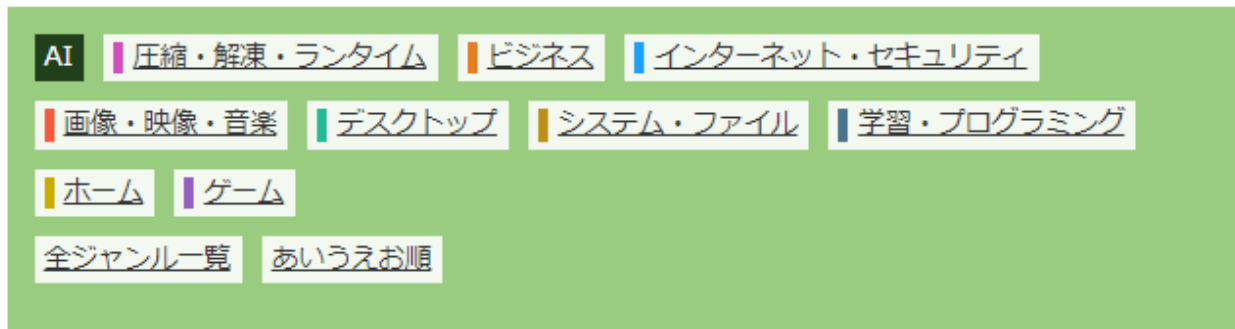 AI 圧縮・解凍・ランタイム ビジネス インターネット・セキュリティ
画像・映像・音楽 デスクトップ システム・ファイル 学習・プログラミング
ホーム ゲーム
全ジャンル一覧 あいうえお順